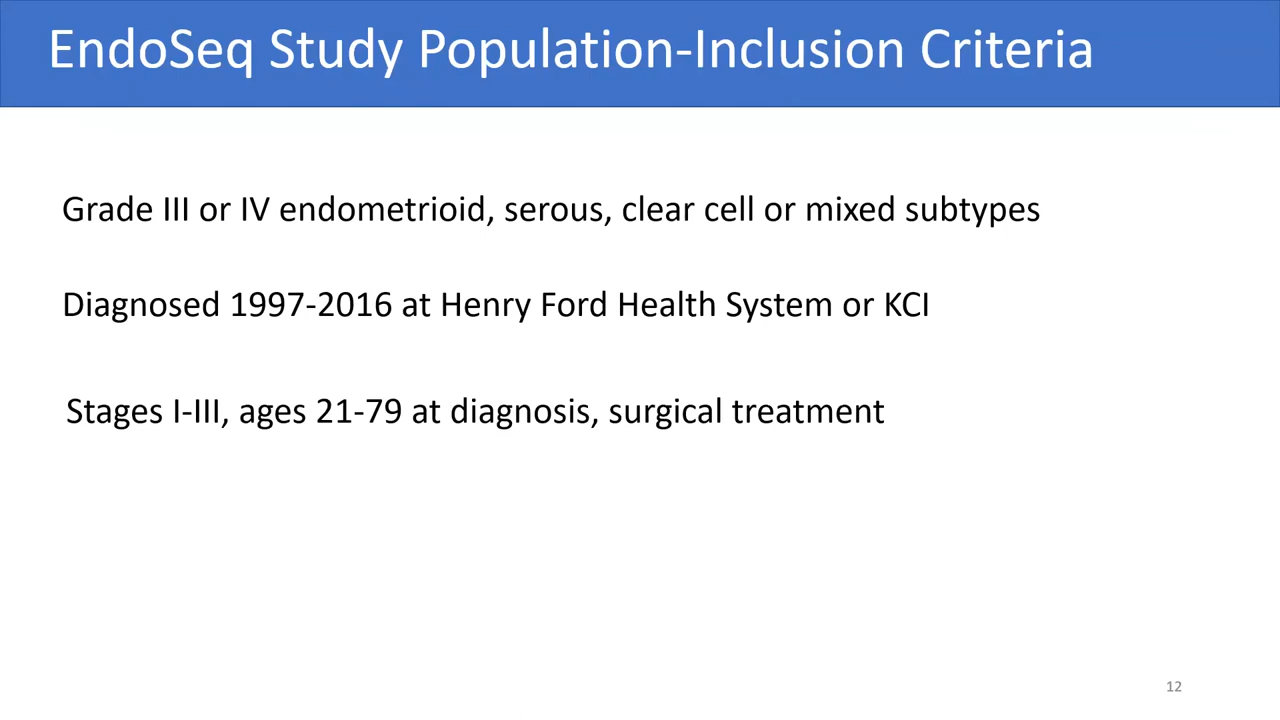 EndoSeq Study Population-Inclusion Criteria
Grade III or IV endometrioid, serous, clear cell or mixed subtypes
Diagnosed 1997-2016 at Henry Ford Health System or KCI
Stages I-III, ages 21-79 at diagnosis, surgical treatment
12